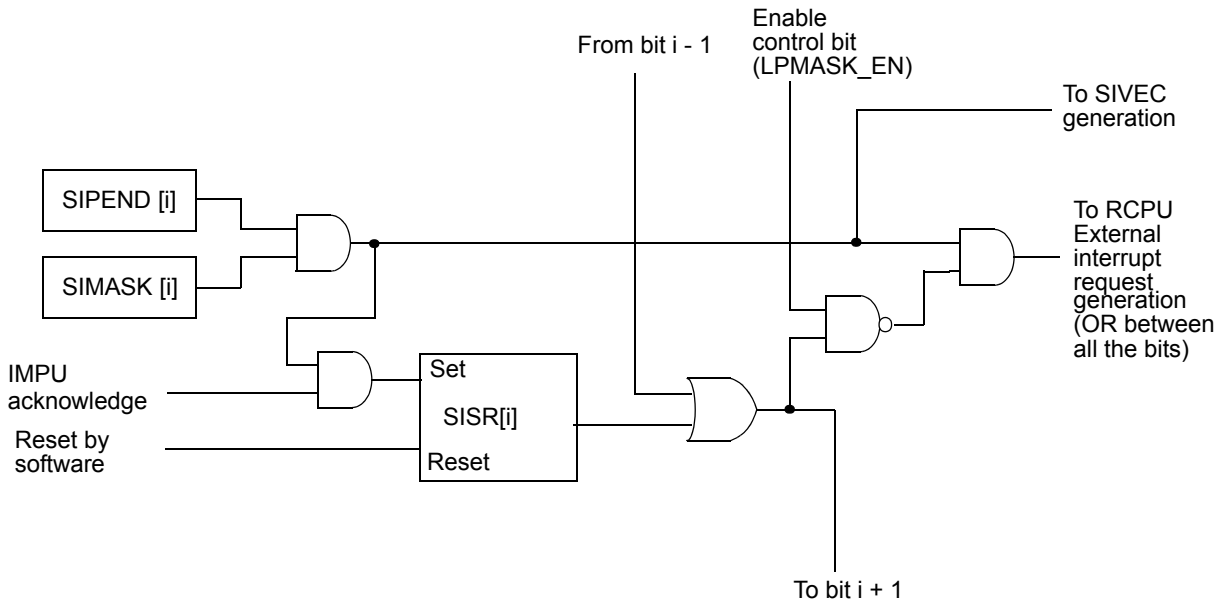 Enable
control bit
(LPMASK_EN)
From bit i - 1
To SIVEC
generation
SIPEND [i]
SIMASK [i]
To RCPU
External
interrupt
request
generation
(OR between
all the bits)
IMPU
acknowledge
Reset by
software
Set
SISR[i]
Reset
To bit i + 1